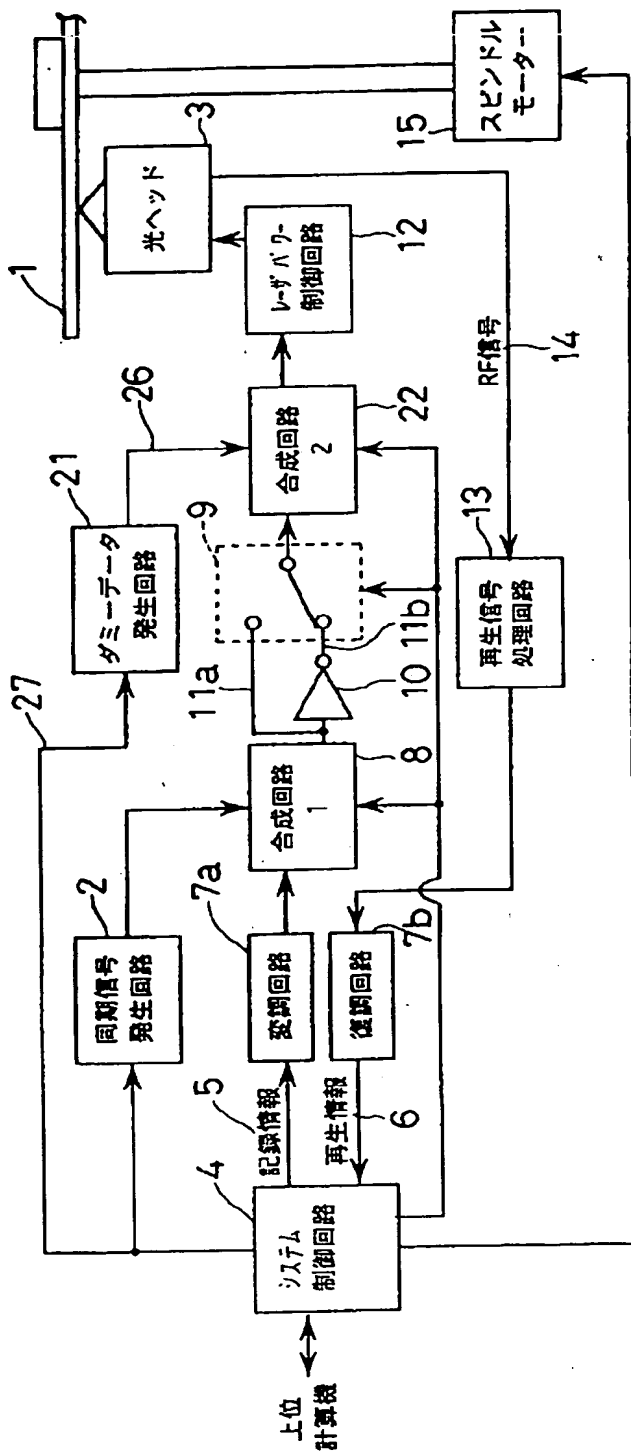 上位
計算機
4
システム
制御回路
27
2
同期信号
発生回路
5
記録情報
再生情報
6
7a
変調回路
復調回路
7b
合成回路
1
8
21
ダミーデータ
発生回路
26
11a
9
10
11b
合成回路
2
22
レーザパワー
制御回路
12
1
光ヘッド
3
再生信号
処理回路
13
RF信号
14
15
スピンドル
モーター